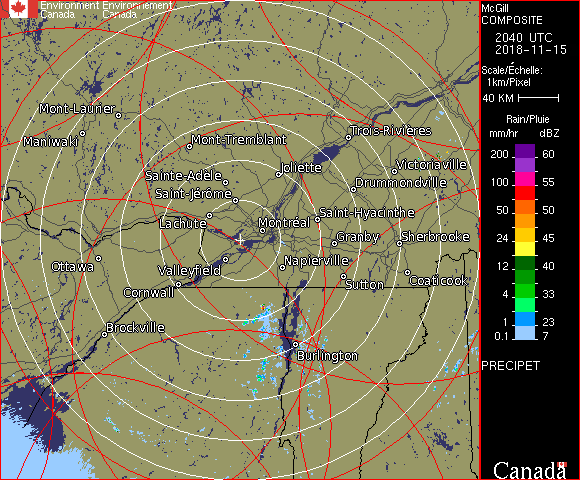 Environment Environnement
Canada Canada
McGill
COMPOSITE
2040 UTC
2018-11-15
Scale/Échelle:
1km/Pixel
40 KM
Rain/Pluie
mm/hr dBZ
200 60
55
100 55
50 50
24 45
12 40
4 33
1 23
0.1 7
PRECIPET
Canada
Mont-Laurier
Maniwaki
Mont-Tremblant
Trois-Rivières
Joliette
Victoriaville
Sainte-Adèle
Drummondville
Saint-Jérôme
Lachute
Montréal
Saint-Hyacinthe
Granby
Sherbrooke
Ottawa
Valleyfield
Napierville
Cornwall
Sutton
Coaticook
Brockville
Burlington